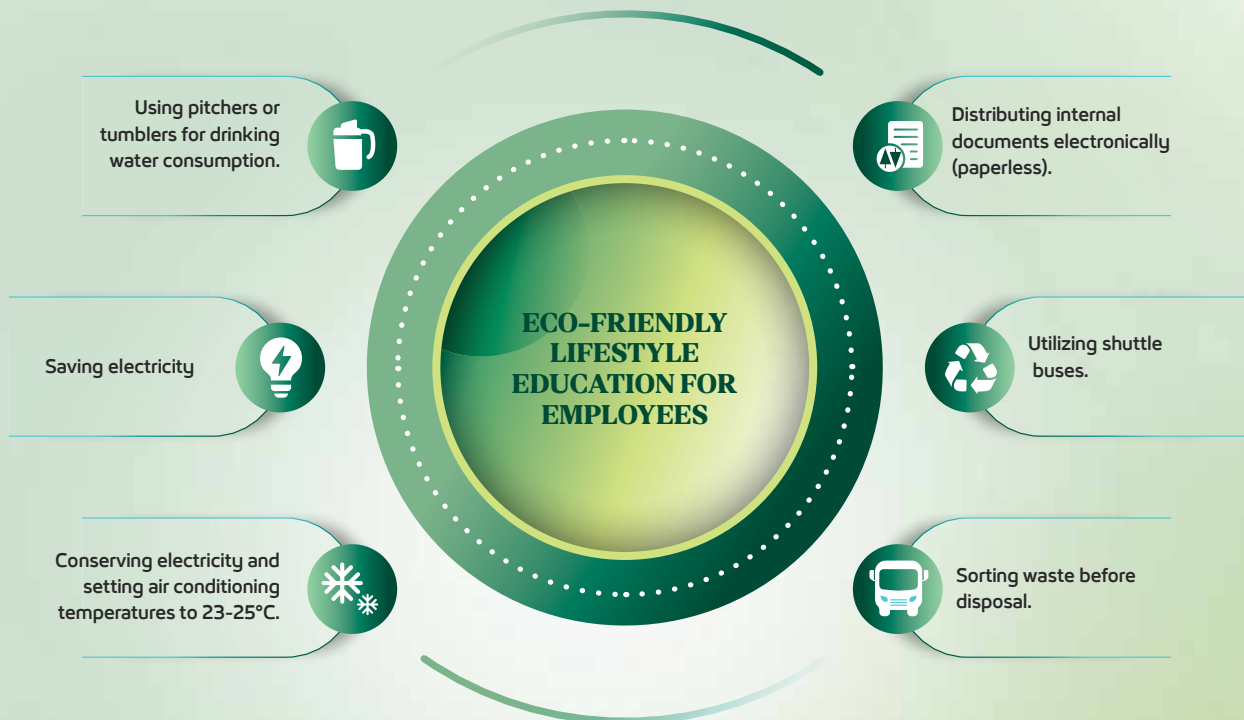 Using pitchers or
tumblers for drinking
water consumption.
Distributing internal
documents electronically
(paperless).
ECO-FRIENDLY
LIFESTYLE
EDUCATION FOR
EMPLOYEES
Saving electricity
Utilizing shuttle
buses.
Conserving electricity and
setting air conditioning
temperatures to 23-25°C.
Sorting waste before
disposal.